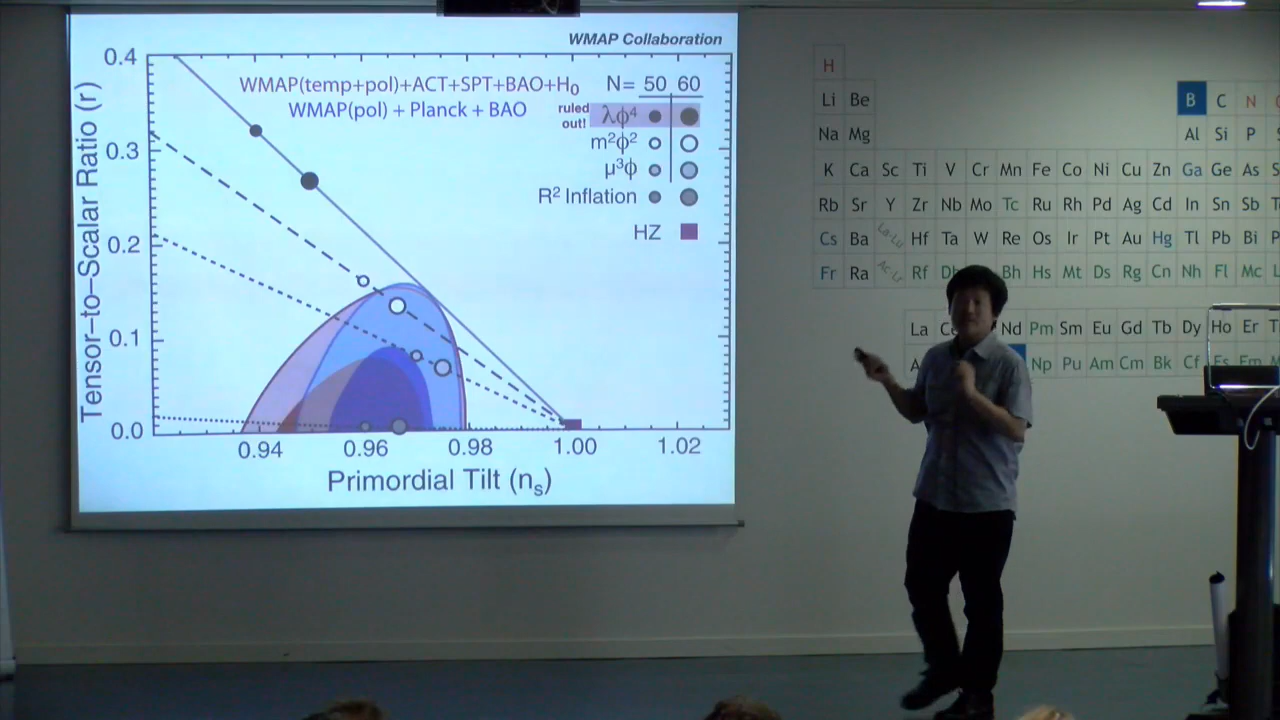 WMAP Collaboration
WMAP(temp+pol)+ACT+SPT+BAO+H₀
WMAP(pol) + Planck + BAO
N= 50 60
ruled out! λϕ⁴
m²ϕ²
μ³ϕ
R² Inflation
HZ
Tensor–to–Scalar Ratio (r)
0.4
0.3
0.2
0.1
0.0
0.94 0.96 0.98 1.00 1.02
Primordial Tilt (nₛ)
H
Li Be B C N
Na Mg Al Si P
K Ca Sc Ti V Cr Mn Fe Co Ni Cu Zn Ga Ge As
Rb Sr Y Zr Nb Mo Tc Ru Rh Pd Ag Cd In Sn Sb
Cs Ba La-Lu Hf Ta W Re Os Ir Pt Au Hg Tl Pb Bi
Fr Ra Ac-Lr Rf Bh Hs Mt Ds Rg Cn Nh Fl Mc
La Nd Pm Sm Eu Gd Tb Dy Ho Er
Np Pu Am Cm Bk Cf Es Fm